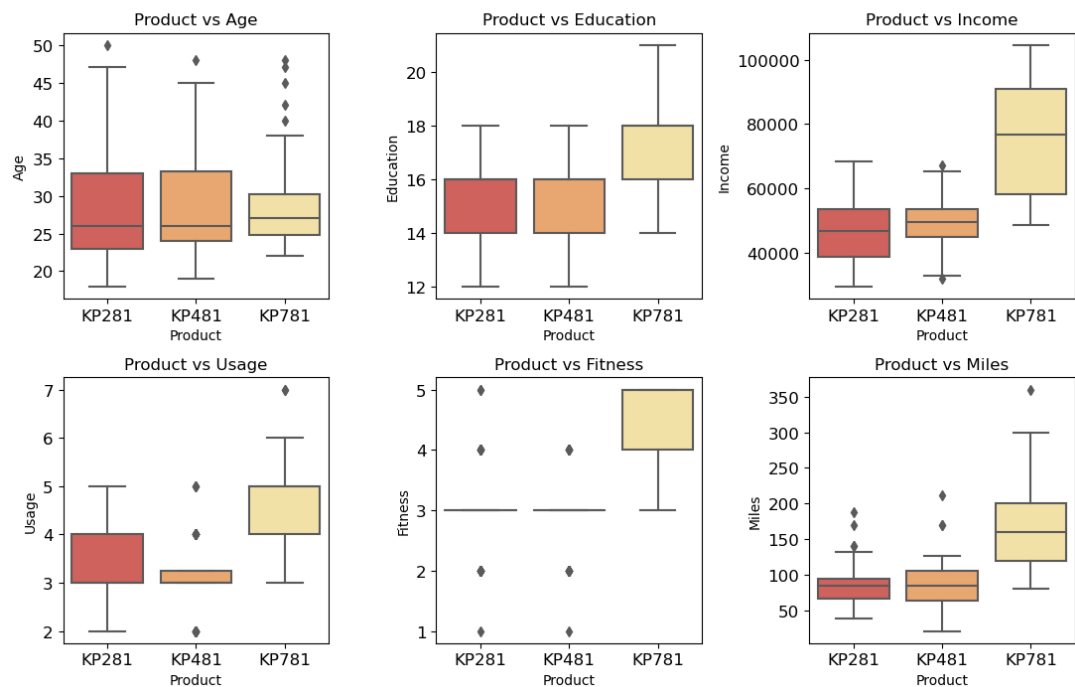 Product vs Age
50
45
40
35
30
25
20
Age
KP281 KP481 KP781
Product
Product vs Education
20
18
16
14
12
Education
KP281 KP481 KP781
Product
Product vs Income
100000
80000
60000
40000
Income
KP281 KP481 KP781
Product
Product vs Usage
7
6
5
4
3
2
Usage
KP281 KP481 KP781
Product
Product vs Fitness
5
4
3
2
1
Fitness
KP281 KP481 KP781
Product
Product vs Miles
350
300
250
200
150
100
50
Miles
KP281 KP481 KP781
Product